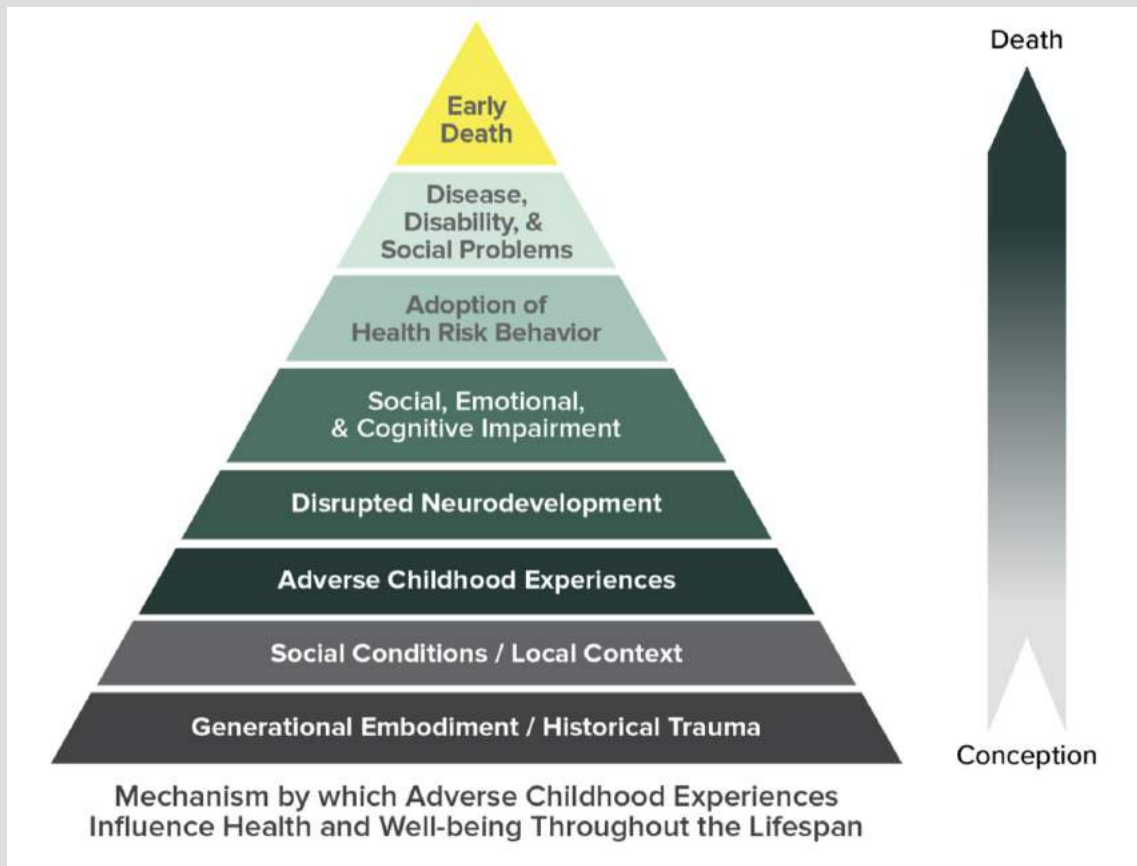 Death
Early
Death
Disease,
Disability, &
Social Problems
Adoption of
Health Risk Behavior
Social, Emotional,
& Cognitive Impairment
Disrupted Neurodevelopment
Adverse Childhood Experiences
Social Conditions / Local Context
Generational Embodiment / Historical Trauma
Conception
Mechanism by which Adverse Childhood Experiences
Influence Health and Well-being Throughout the Lifespan